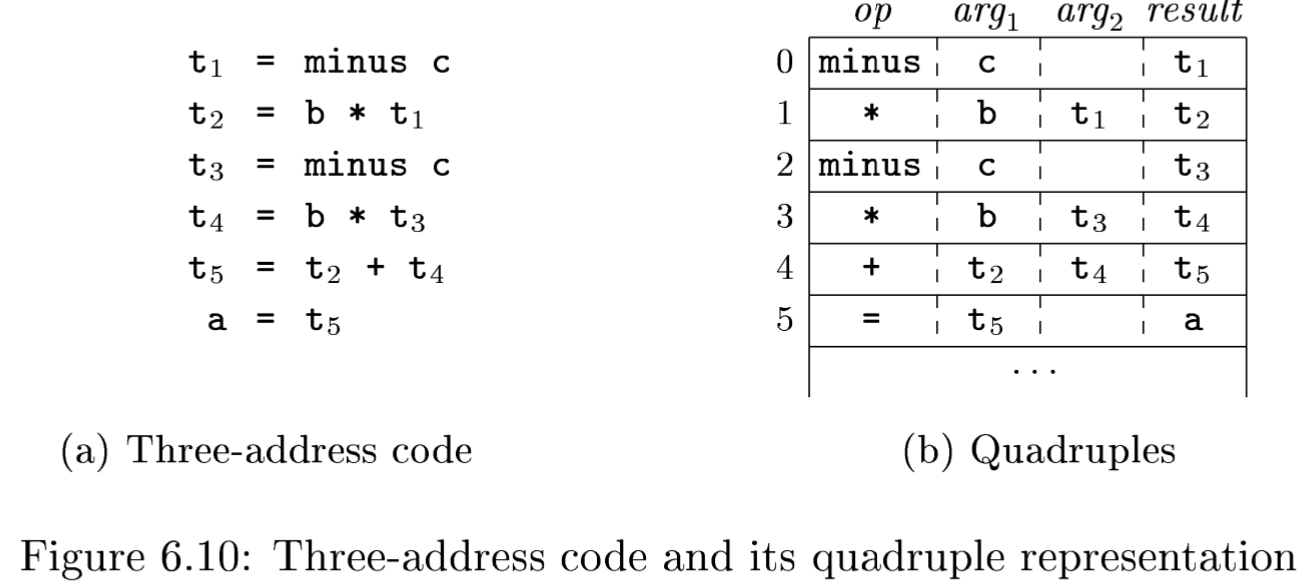 t₁ = minus c
t₂ = b * t₁
t₃ = minus c
t₄ = b * t₃
t₅ = t₂ + t₄
a = t₅
(a) Three-address code
op arg₁ arg₂ result
0 minus c t₁
1 * b t₁ t₂
2 minus c t₃
3 * b t₃ t₄
4 + t₂ t₄ t₅
5 = t₅ a
...
(b) Quadruples
Figure 6.10: Three-address code and its quadruple representation